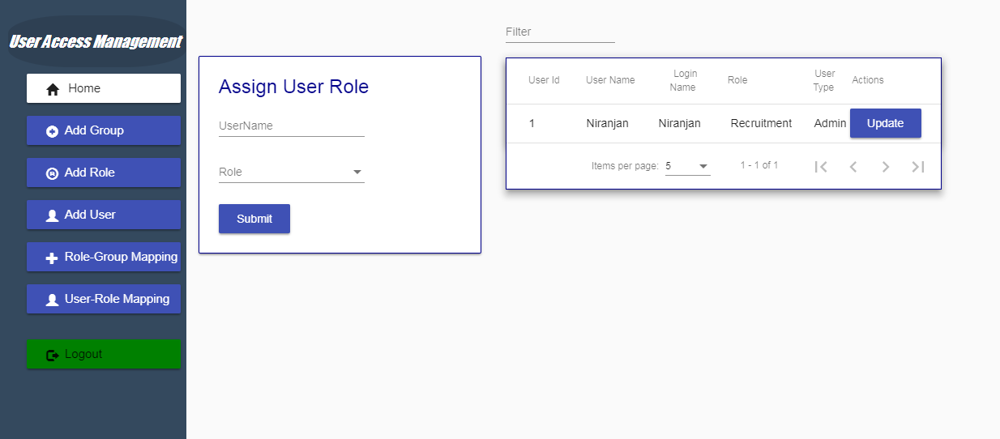 User Access Management
Home
Add Group
Add Role
Add User
Role-Group Mapping
User-Role Mapping
Logout
Assign User Role
UserName
Role
Submit
Filter
User Id User Name Login Name Role User Type Actions
1 Niranjan Niranjan Recruitment Admin Update
Items per page: 5 1 - 1 of 1